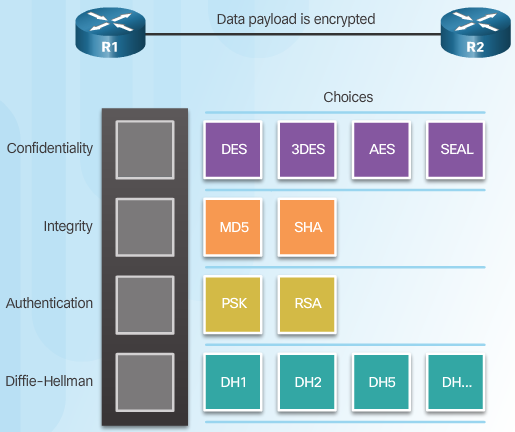 Data payload is encrypted
R1
R2
Choices
Confidentiality DES 3DES AES SEAL
Integrity MD5 SHA
Authentication PSK RSA
Diffie-Hellman DH1 DH2 DH5 DH...